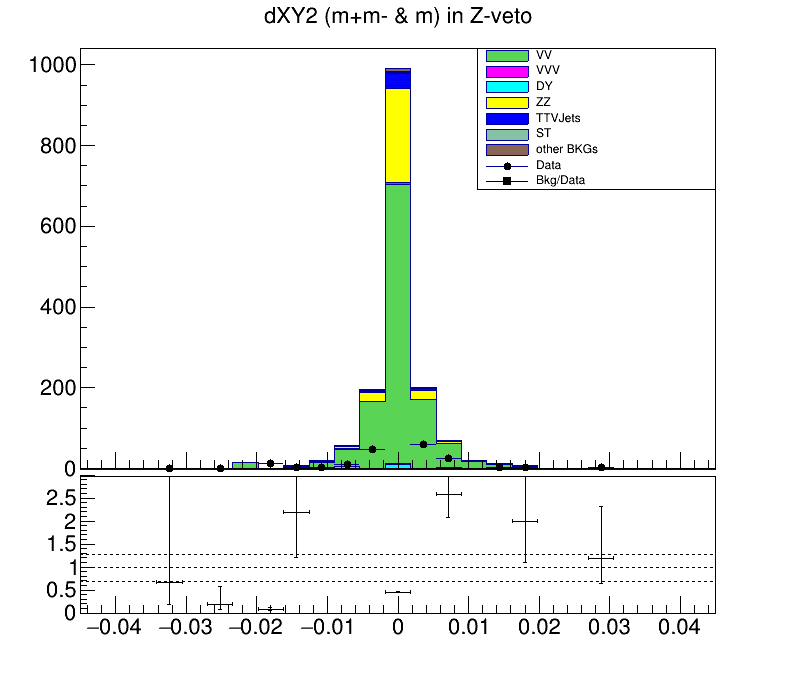 dXY2 (m+m- & m) in Z-veto
1000
800
600
400
200
0
VV
VVV
DY
ZZ
TTVJets
ST
other BKGs
Data
Bkg/Data
2.5
2
1.5
1
0.5
0
−0.04 −0.03 −0.02 −0.01 0 0.01 0.02 0.03 0.04